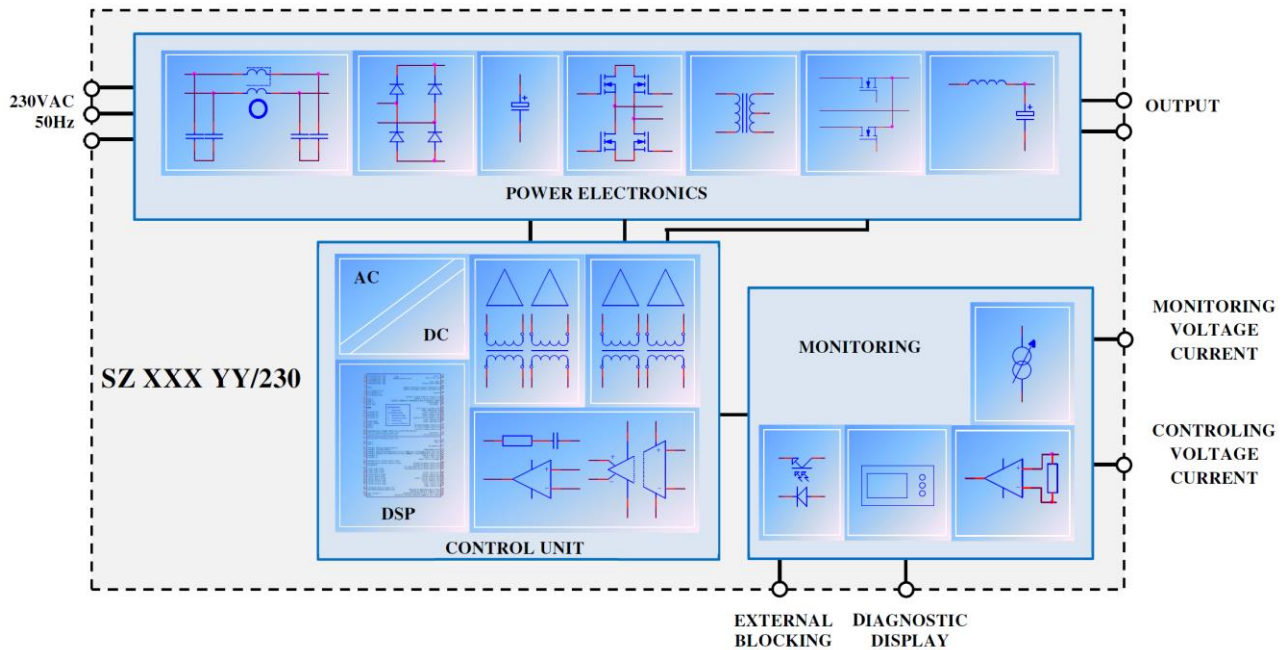 230VAC
50Hz
OUTPUT
POWER ELECTRONICS
AC
DC
SZ XXX YY/230
DSP
CONTROL UNIT
MONITORING
MONITORING
VOLTAGE
CURRENT
CONTROLING
VOLTAGE
CURRENT
EXTERNAL
BLOCKING
DIAGNOSTIC
DISPLAY